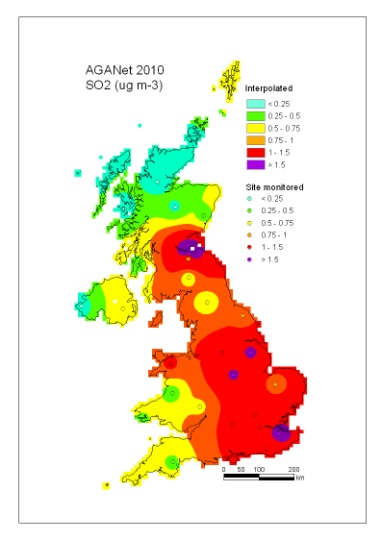 AGANet 2010
SO2 (ug m-3)
Interpolated
< 0.25
0.25 - 0.5
0.5 - 0.75
0.75 - 1
1 - 1.5
> 1.5
Site monitored
< 0.25
0.25 - 0.5
0.5 - 0.75
0.75 - 1
1 - 1.5
> 1.5
0 50 100 200
km